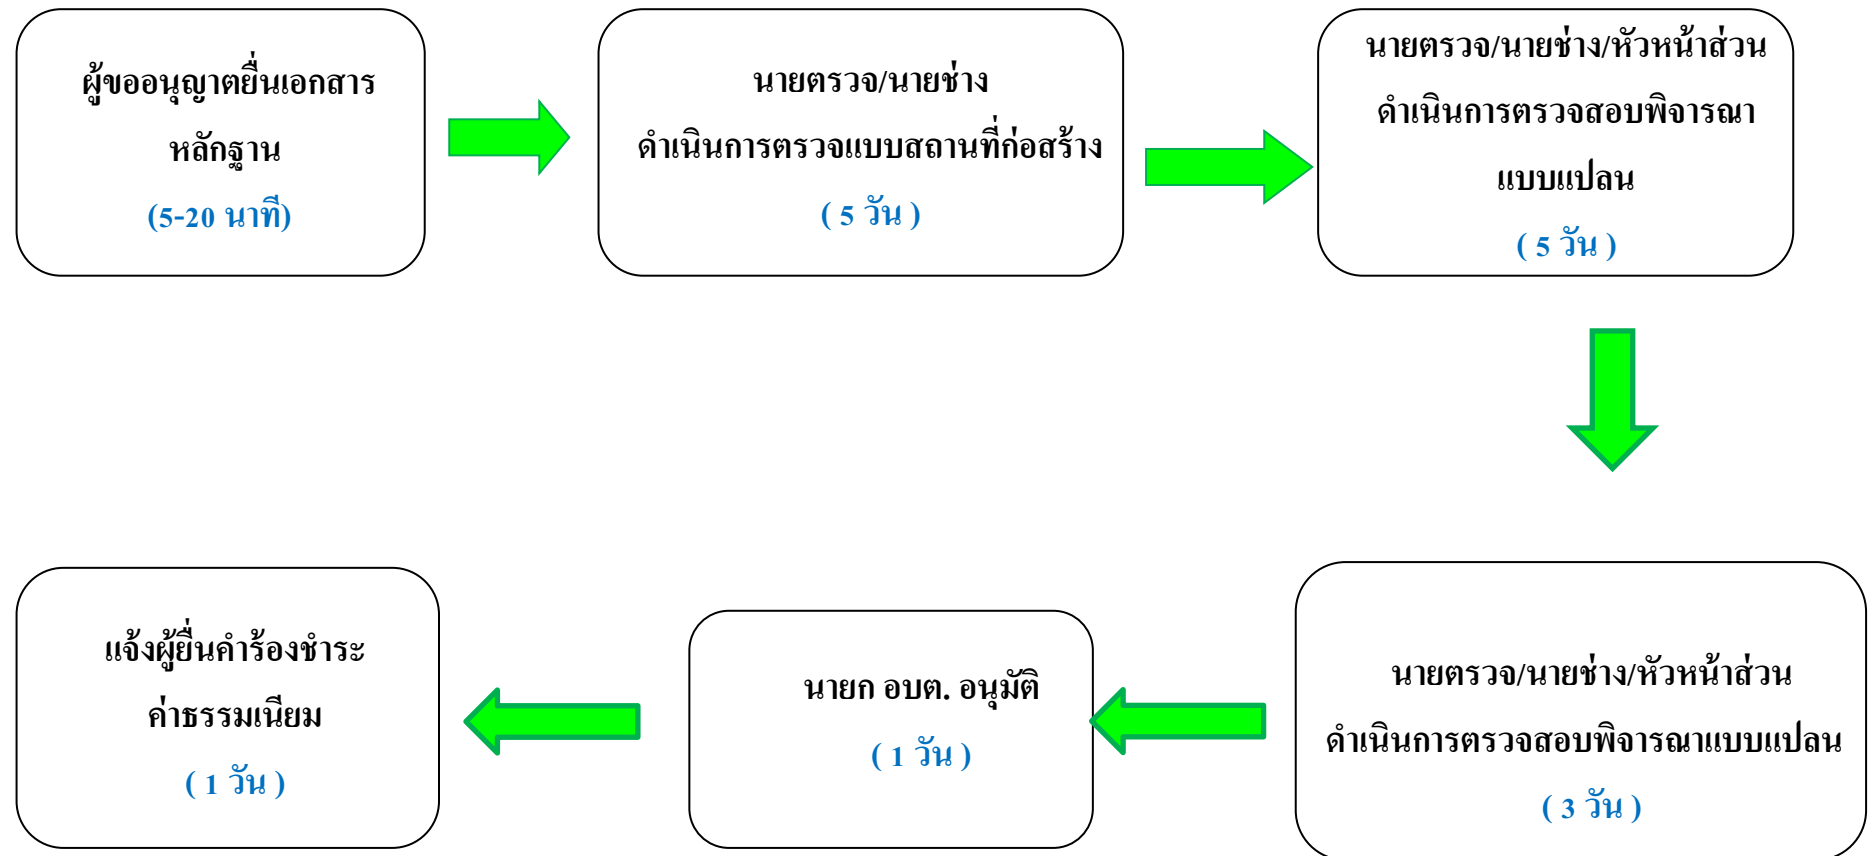 ผู้ขออนุญาตยื่นเอกสาร
หลักฐาน
(5-20 นาที)
นายตรวจ/นายช่าง
ดำเนินการตรวจแบบสถานที่ก่อสร้าง
( 5 วัน )
นายตรวจ/นายช่าง/หัวหน้าส่วน
ดำเนินการตรวจสอบพิจารณา
แบบแปลน
( 5 วัน )
นายตรวจ/นายช่าง/หัวหน้าส่วน
ดำเนินการตรวจสอบพิจารณาแบบแปลน
( 3 วัน )
นายก อบต. อนุมัติ
( 1 วัน )
แจ้งผู้ยื่นคำร้องชำระ
ค่าธรรมเนียม
( 1 วัน )